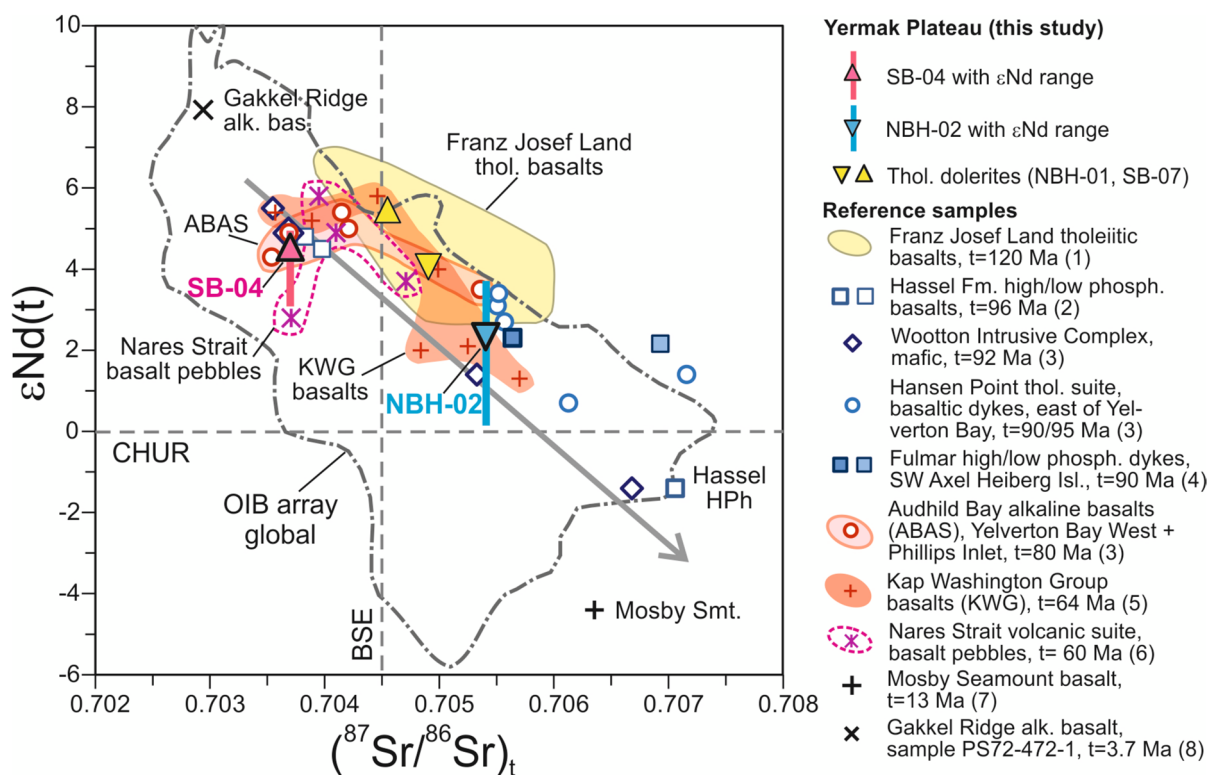 10
8
6
4
2
0
-2
-4
-6
εNd(t)
0.702
0.703
0.704
0.705
0.706
0.707
0.708
(87Sr/86Sr)t
Gakkel Ridge
alk. bas.
Franz Josef Land
thol. basalts
ABAS
SB-04
Nares Strait
basalt pebbles
KWG
basalts
NBH-02
CHUR
OIB array
global
Hassel
HPh
BSE
Mosby Smt.
Yermak Plateau (this study)
SB-04 with εNd range
NBH-02 with εNd range
Thol. dolerites (NBH-01, SB-07)
Reference samples
Franz Josef Land tholeiitic
basalts, t=120 Ma (1)
Hassel Fm. high/low phosph.
basalts, t=96 Ma (2)
Wootton Intrusive Complex,
mafic, t=92 Ma (3)
Hansen Point thol. suite,
basaltic dykes, east of Yel-
verton Bay, t=90/95 Ma (3)
Fulmar high/low phosph. dykes,
SW Axel Heiberg Isl., t=90 Ma (4)
Audhild Bay alkaline basalts
(ABAS), Yelverton Bay West +
Phillips Inlet, t=80 Ma (3)
Kap Washington Group
basalts (KWG), t=64 Ma (5)
Nares Strait volcanic suite,
basalt pebbles, t= 60 Ma (6)
Mosby Seamount basalt,
t=13 Ma (7)
Gakkel Ridge alk. basalt,
sample PS72-472-1, t=3.7 Ma (8)